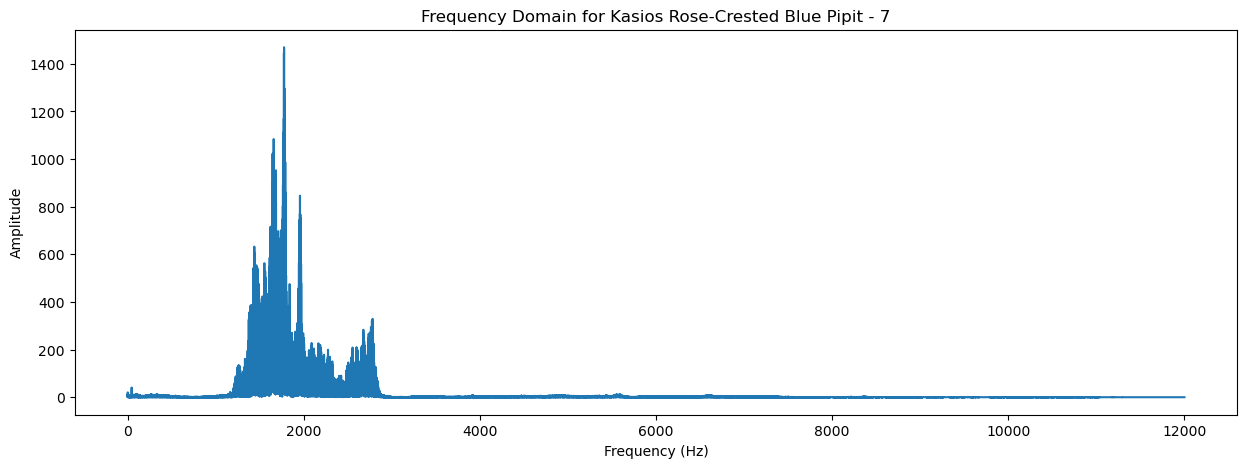 Frequency Domain for Kasios Rose-Crested Blue Pipit - 7
Amplitude
1400
1200
1000
800
600
400
200
0
0 2000 4000 6000 8000 10000 12000
Frequency (Hz)